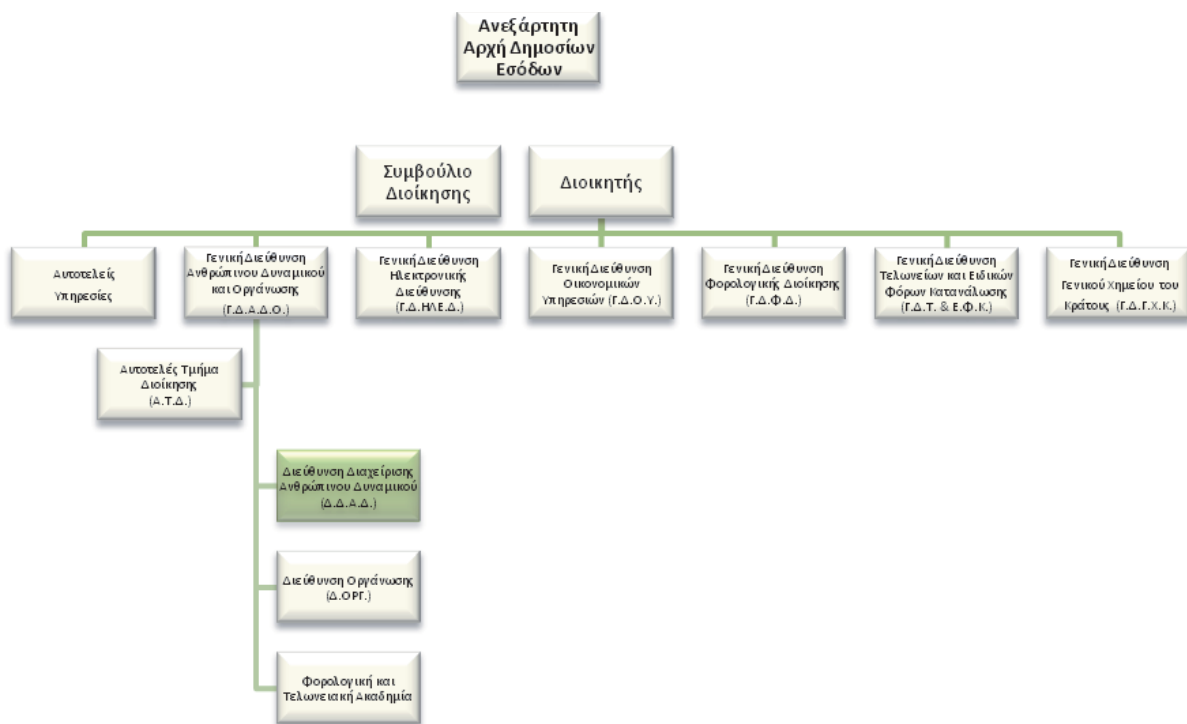 Ανεξάρτητη
Αρχή Δημοσίων
Εσόδων
Συμβούλιο
Διοίκησης
Διοικητής
Αυτοτελείς
Υπηρεσίες
Γενική Διεύθυνση
Ανθρώπινου Δυναμικού
και Οργάνωσης
(Γ.Δ.Α.Δ.Ο.)
Γενική Διεύθυνση
Ηλεκτρονικής
Διεύθυνσης
(Γ.Δ.ΗΛΕ.Δ.)
Γενική Διεύθυνση
Οικονομικών
Υπηρεσιών (Γ.Δ.Ο.Υ.)
Γενική Διεύθυνση
Φορολογικής Διοίκησης
(Γ.Δ.Φ.Δ.)
Γενική Διεύθυνση
Τελωνείων και Ειδικών
Φόρων Κατανάλωσης
(Γ.Δ.Τ. & Ε.Φ.Κ.)
Γενική Διεύθυνση
Γενικού Χημείου του
Κράτους (Γ.Δ.Γ.Χ.Κ.)
Αυτοτελές Τμήμα
Διοίκησης
(Α.Τ.Δ.)
Διεύθυνση Διαχείρισης
Ανθρώπινου Δυναμικού
(Δ.Δ.Α.Δ.)
Διεύθυνση Οργάνωσης
(Δ.ΟΡΓ.)
Φορολογική και
Τελωνειακή Ακαδημία